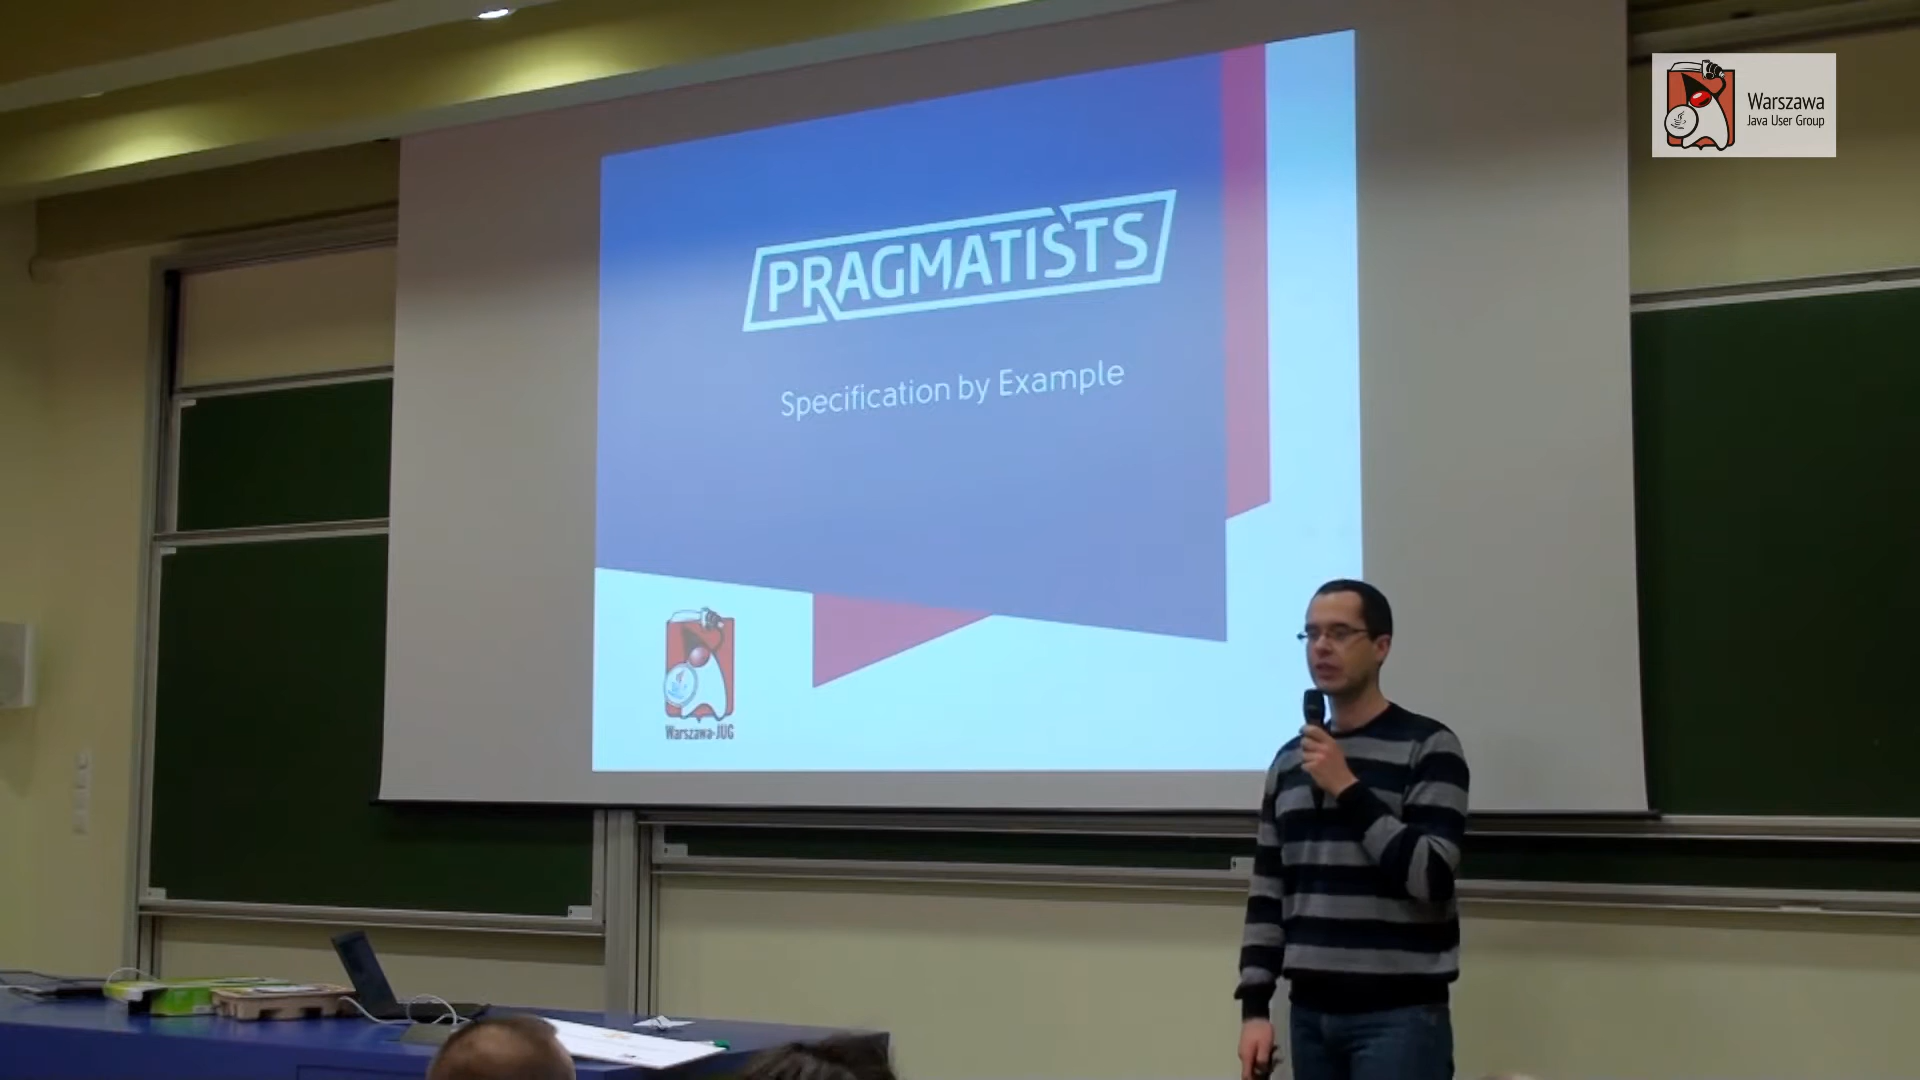 PRAGMATISTS
Specification by Example
Warszawa-JUG
Warszawa
Java User Group